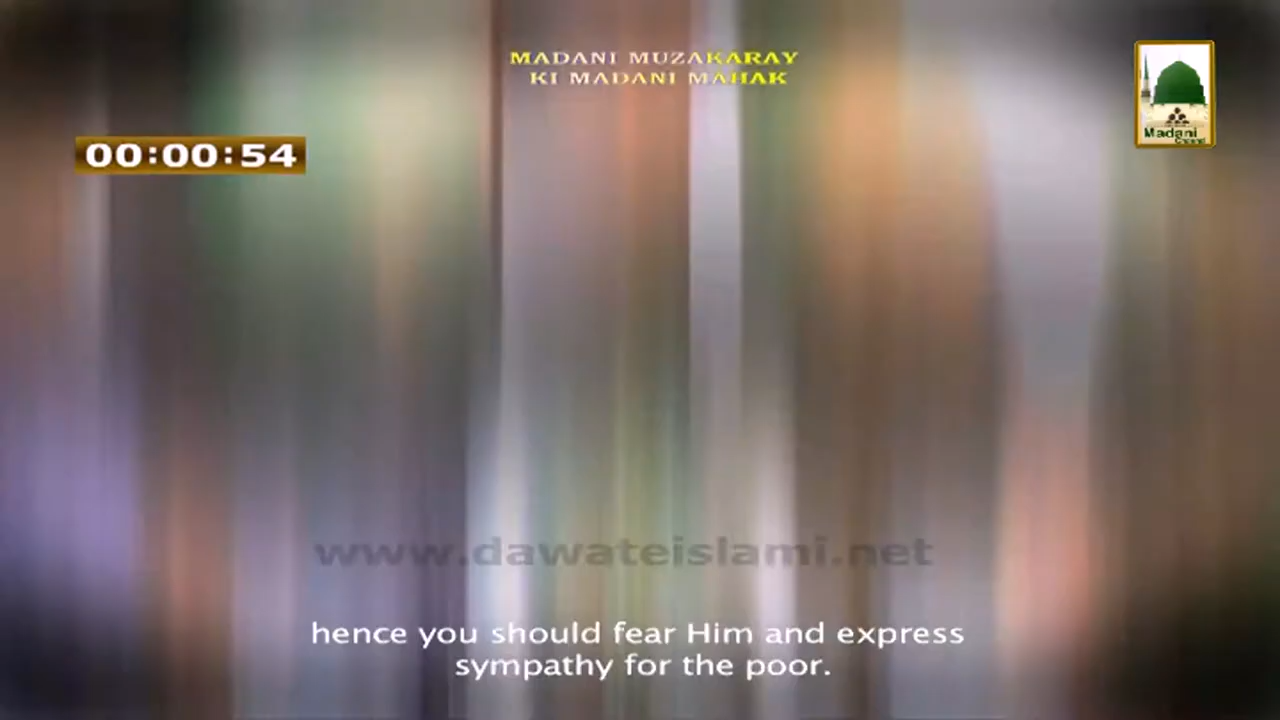 MADANI MUZAKARAY
KI MADANI MAHAK
Madani
00:00:54
www.dawateislami.net
hence you should fear Him and express
sympathy for the poor.